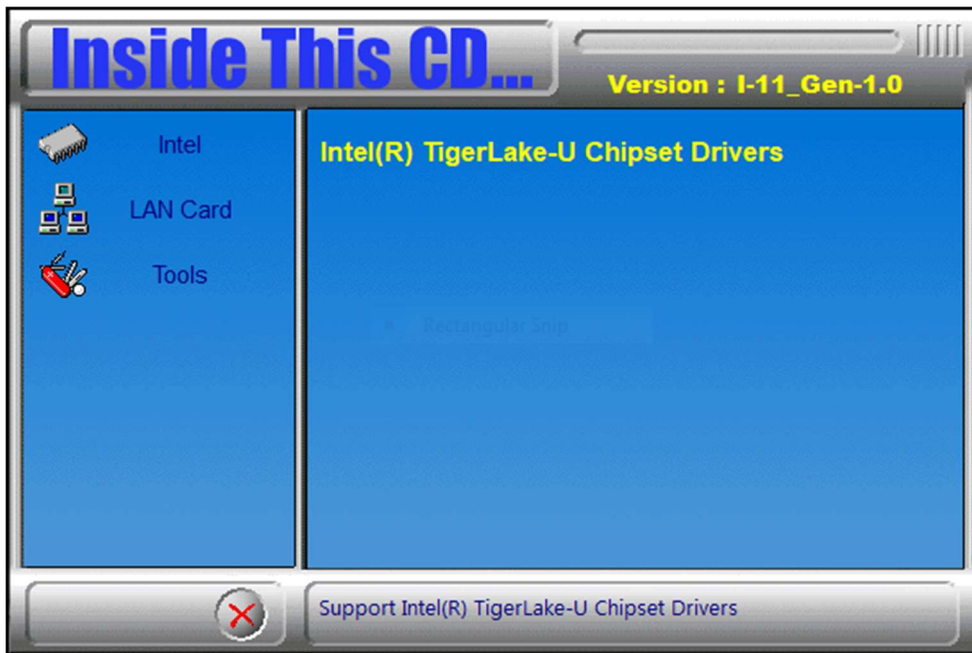 Inside This CD...
Version : I-11_Gen-1.0
Intel
LAN Card
Tools
Intel(R) TigerLake-U Chipset Drivers
Rectangular Snip
Support Intel(R) TigerLake-U Chipset Drivers